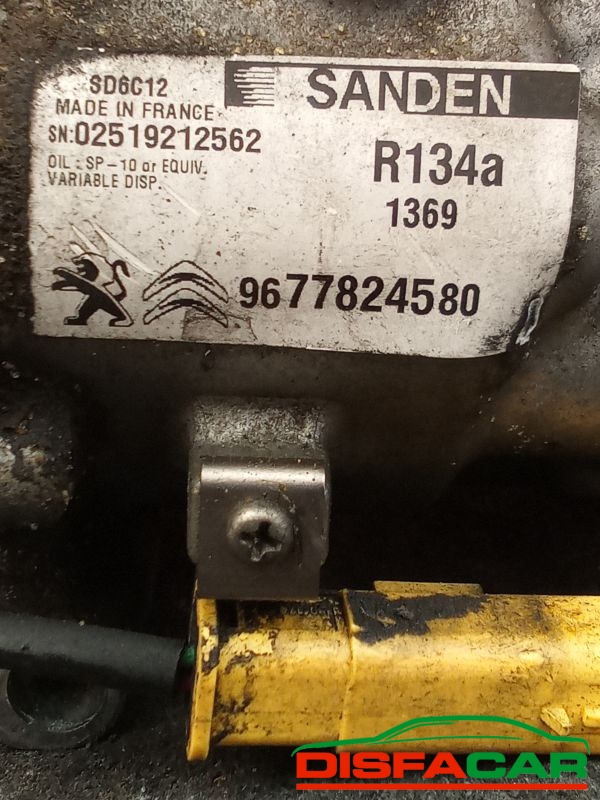 SD6C12
MADE IN FRANCE
SN:02519212562
OIL : SP-10 or EQUIV.
VARIABLE DISP.
SANDEN
R134a
1369
9677824580
DISFACAR